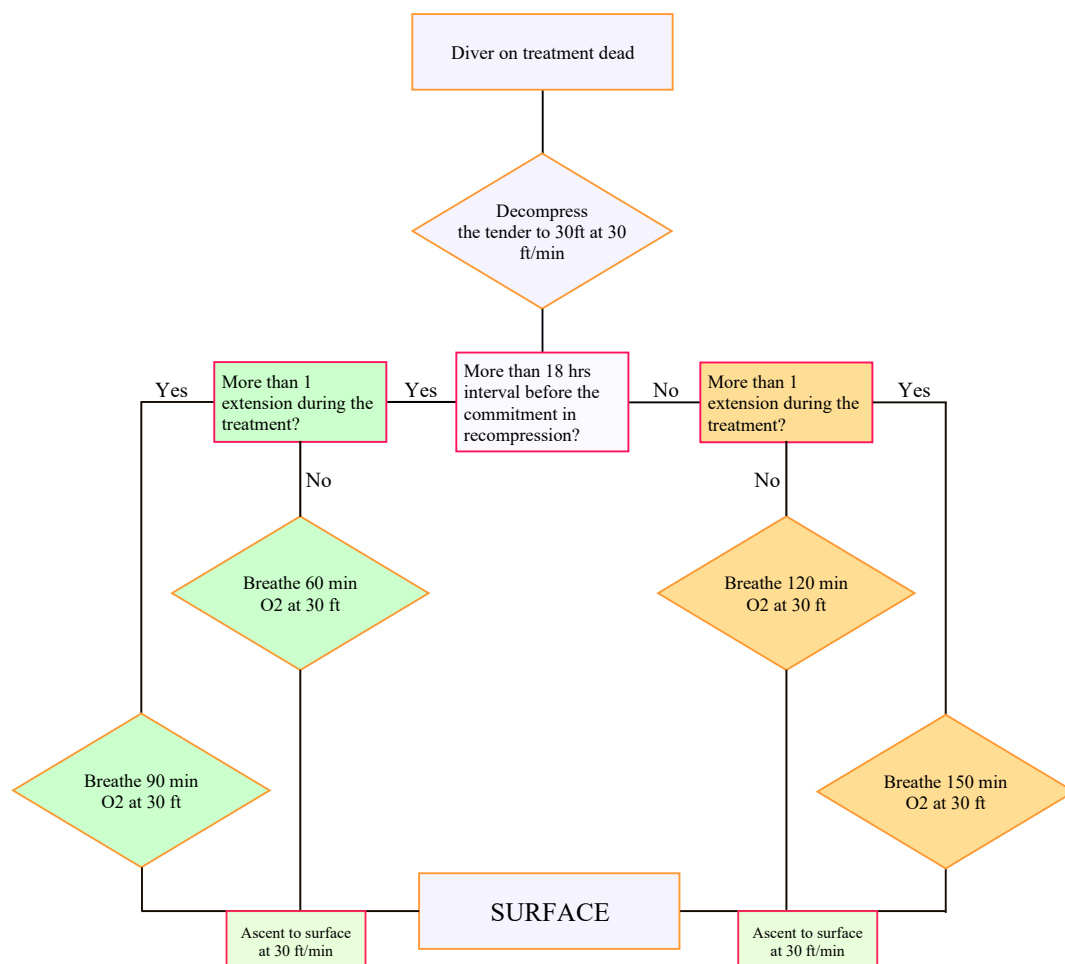 Diver on treatment dead
Decompress
the tender to 30ft at 30
ft/min
Yes
More than 1
extension during the
treatment?
Yes
More than 18 hrs
interval before the
commitment in
recompression?
No
More than 1
extension during the
treatment?
Yes
No
No
Breathe 60 min
O2 at 30 ft
Breathe 120 min
O2 at 30 ft
Breathe 90 min
O2 at 30 ft
Breathe 150 min
O2 at 30 ft
SURFACE
Ascent to surface
at 30 ft/min
Ascent to surface
at 30 ft/min